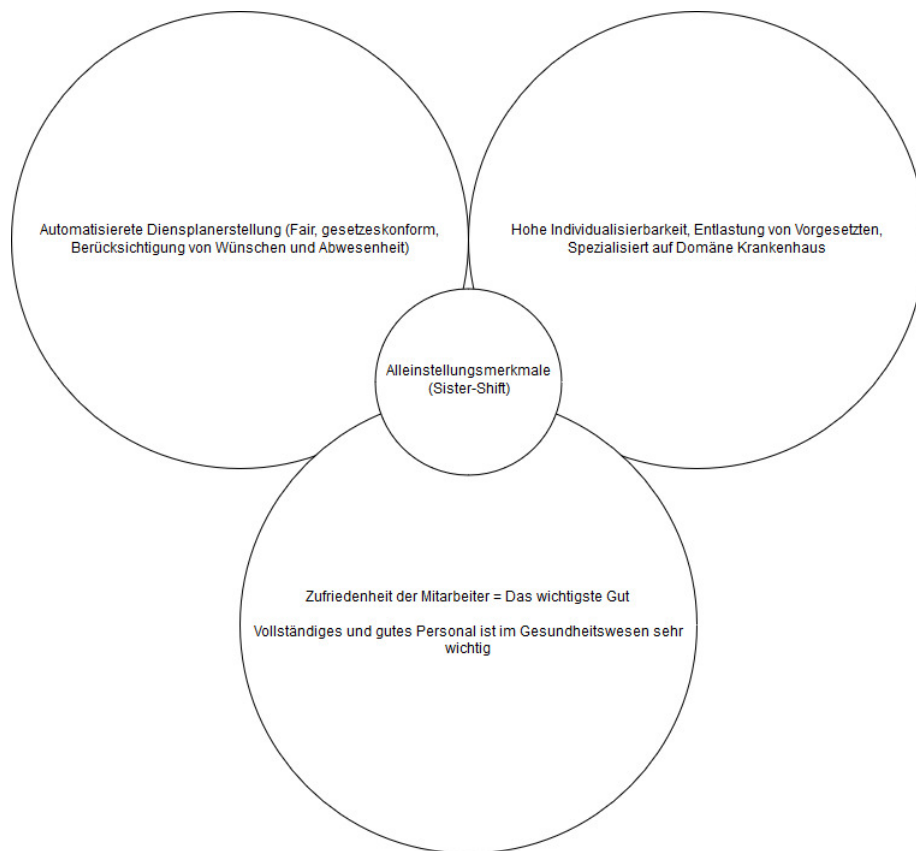 Automatisierete Diensplanerstellung (Fair, gesetzeskonform,
Berücksichtigung von Wünschen und Abwesenheit)
Hohe Individualisierbarkeit, Entlastung von Vorgesetzten,
Spezialisiert auf Domäne Krankenhaus
Alleinstellungsmerkmale
(Sister-Shift)
Zufriedenheit der Mitarbeiter = Das wichtigste Gut
Vollständiges und gutes Personal ist im Gesundheitswesen sehr
wichtig